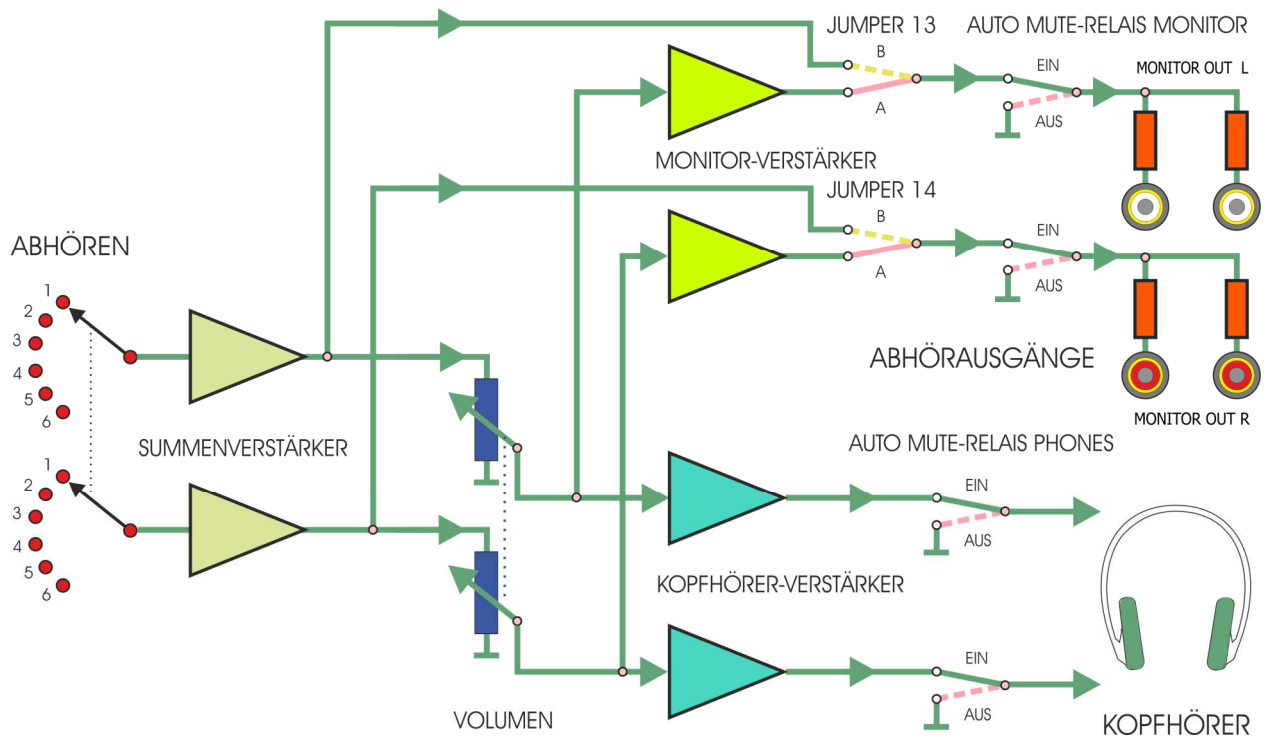 JUMPER 13
AUTO MUTE-RELAIS MONITOR
B
EIN
MONITOR OUT L
A
AUS
MONITOR-VERSTÄRKER
JUMPER 14
B
EIN
A
AUS
ABHÖREN
1
2
3
4
5
6
ABHÖRAUSGÄNGE
MONITOR OUT R
SUMMENVERSTÄRKER
AUTO MUTE-RELAIS PHONES
1
2
3
4
5
6
EIN
AUS
KOPFHÖRER-VERSTÄRKER
EIN
AUS
VOLUMEN
KOPFHÖRER